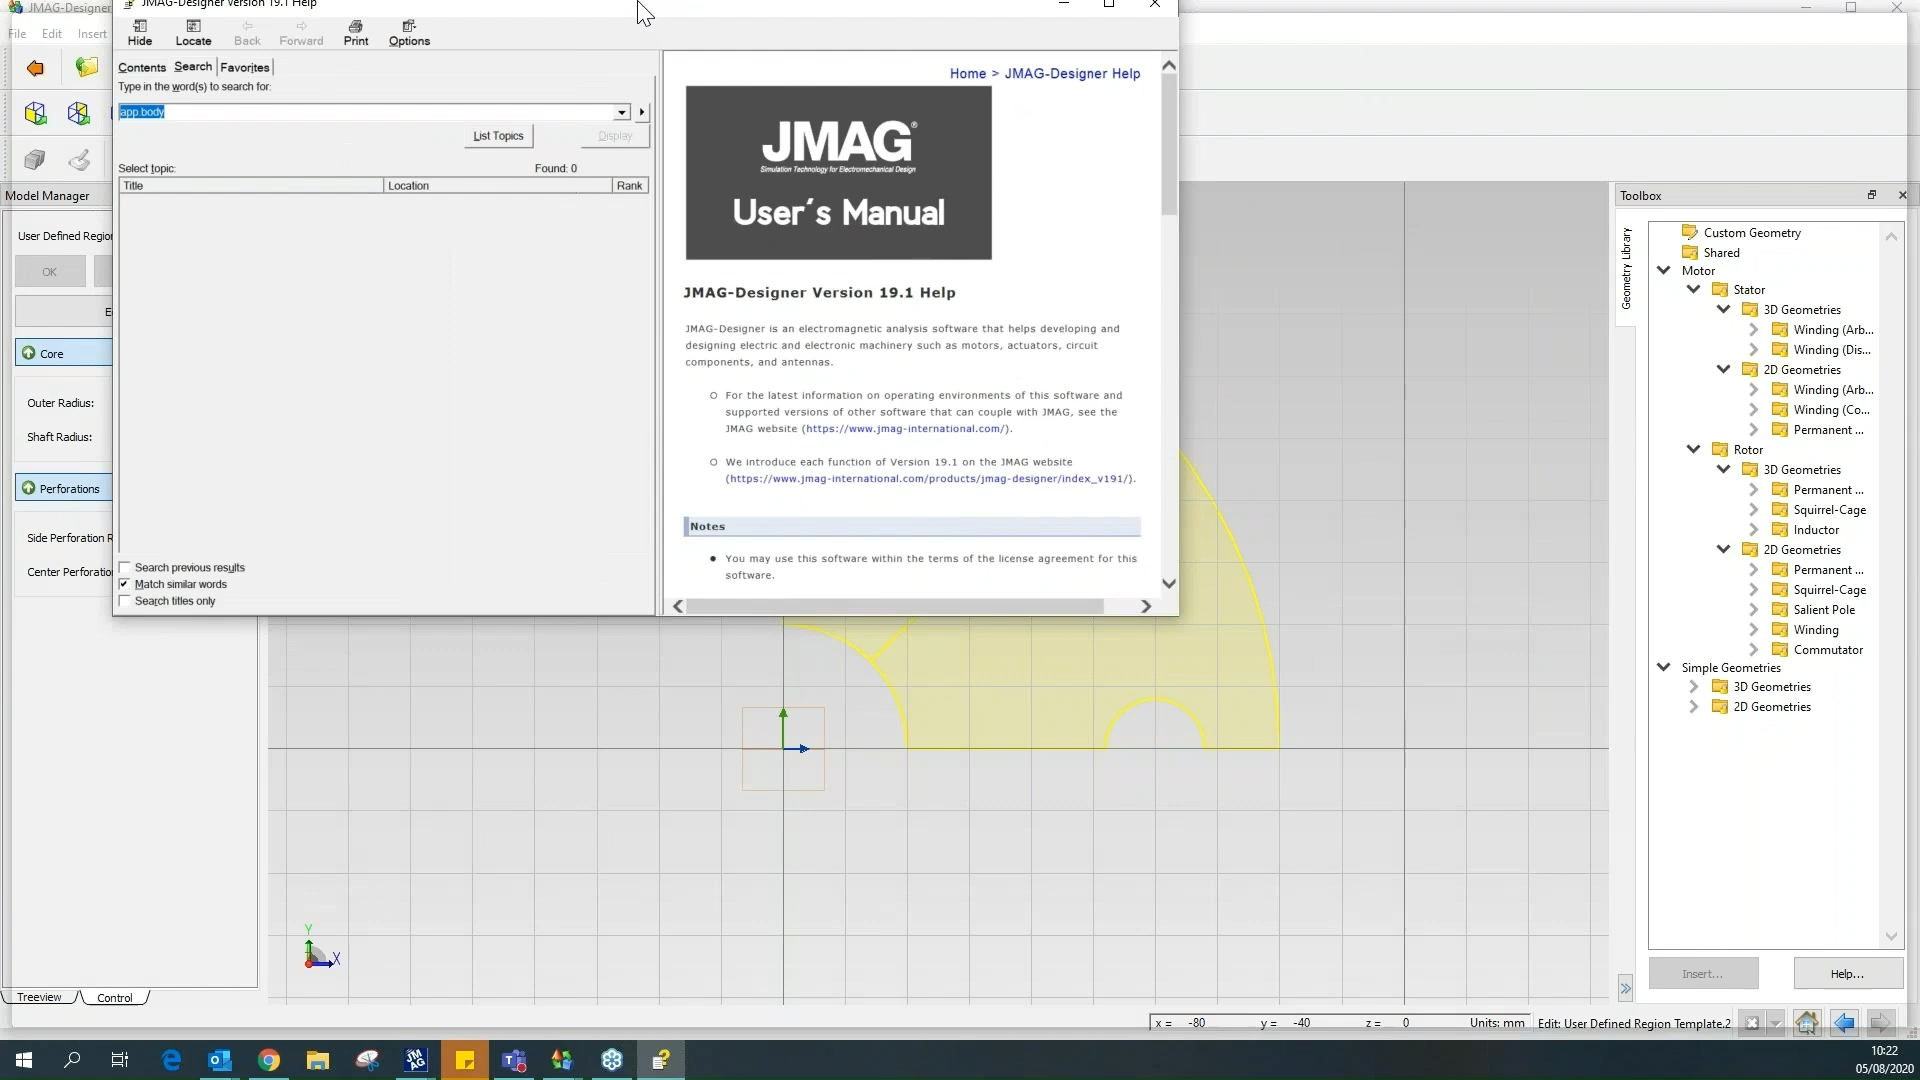 JMAG-Designer
JMAG-Designer Version 19.1 Help
File Edit Insert
Hide Locate Back Forward Print Options
Contents Search Favorites
Type in the word(s) to search for:
app.body
List Topics Display
Select topic: Found: 0
Title Location Rank
Search previous results
Match similar words
Search titles only
Home > JMAG-Designer Help
JMAG®
Simulation Technology for Electromechanical Design
User's Manual
JMAG-Designer Version 19.1 Help
JMAG-Designer is an electromagnetic analysis software that helps developing and
designing electric and electronic machinery such as motors, actuators, circuit
components, and antennas.
For the latest information on operating environments of this software and
supported versions of other software that can couple with JMAG, see the
JMAG website (https://www.jmag-international.com/).
We introduce each function of Version 19.1 on the JMAG website
(https://www.jmag-international.com/products/jmag-designer/index_v191/).
Notes
You may use this software within the terms of the license agreement for this
software.
Model Manager
User Defined Region
OK
Core
Outer Radius:
Shaft Radius:
Perforations
Side Perforation R
Center Perforation
Treeview Control
Y
X
Toolbox
Geometry Library
Custom Geometry
Shared
Motor
Stator
3D Geometries
Winding (Arb...
Winding (Dis...
2D Geometries
Winding (Arb...
Winding (Co...
Permanent ...
Rotor
3D Geometries
Permanent ...
Squirrel-Cage
Inductor
2D Geometries
Permanent ...
Squirrel-Cage
Salient Pole
Winding
Commutator
Simple Geometries
3D Geometries
2D Geometries
Insert... Help...
x = -80 y = -40 z = 0 Units: mm Edit: User Defined Region Template.2
JM
AG
10:22
05/08/2020